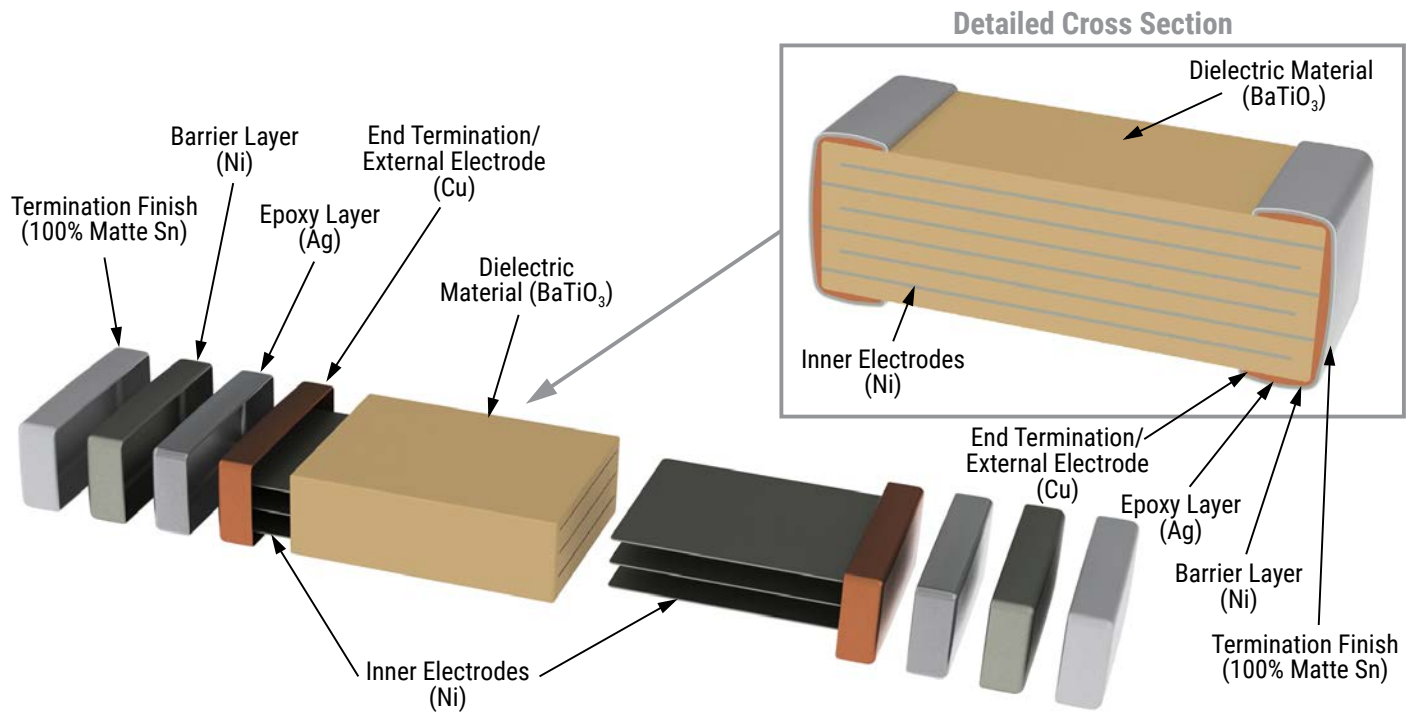 Detailed Cross Section
Dielectric Material
(BaTiO₃)
Inner Electrodes
(Ni)
End Termination/
External Electrode
(Cu)
Epoxy Layer
(Ag)
Barrier Layer
(Ni)
Termination Finish
(100% Matte Sn)
Termination Finish
(100% Matte Sn)
Barrier Layer
(Ni)
Epoxy Layer
(Ag)
End Termination/
External Electrode
(Cu)
Dielectric
Material (BaTiO₃)
Inner Electrodes
(Ni)